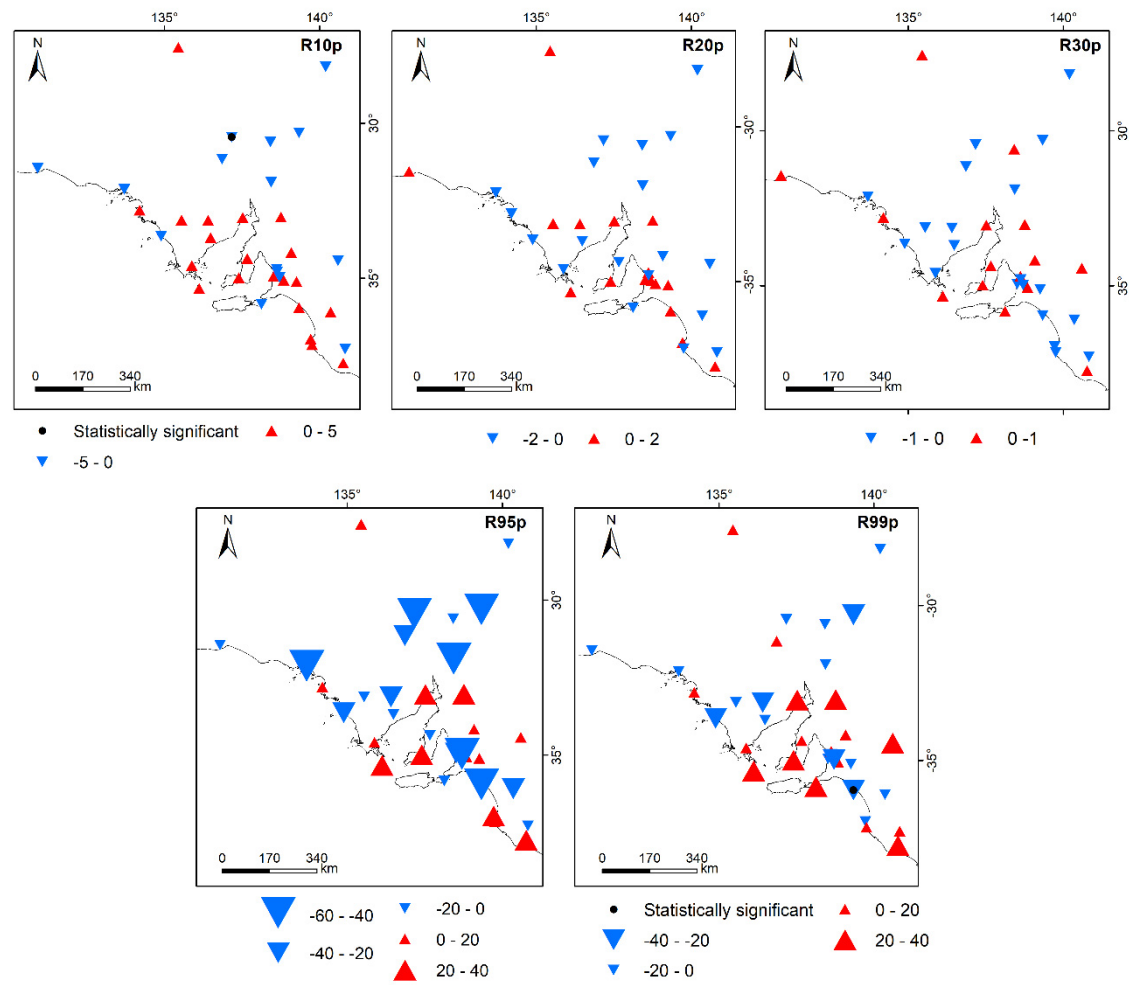 135° 140°
N
R10p
30°
35°
0 170 340
km
Statistically significant 0 - 5
-5 - 0
135° 140°
N
R20p
30°
35°
0 170 340
km
-2 - 0 0 - 2
135° 140°
N
R30p
30°
35°
0 170 340
km
-1 - 0 0 -1
135° 140°
N
R95p
30°
35°
0 170 340
km
-60 - -40 -20 - 0
-40 - -20 0 - 20
20 - 40
135° 140°
N
R99p
30°
35°
0 170 340
km
Statistically significant 0 - 20
-40 - -20 20 - 40
-20 - 0